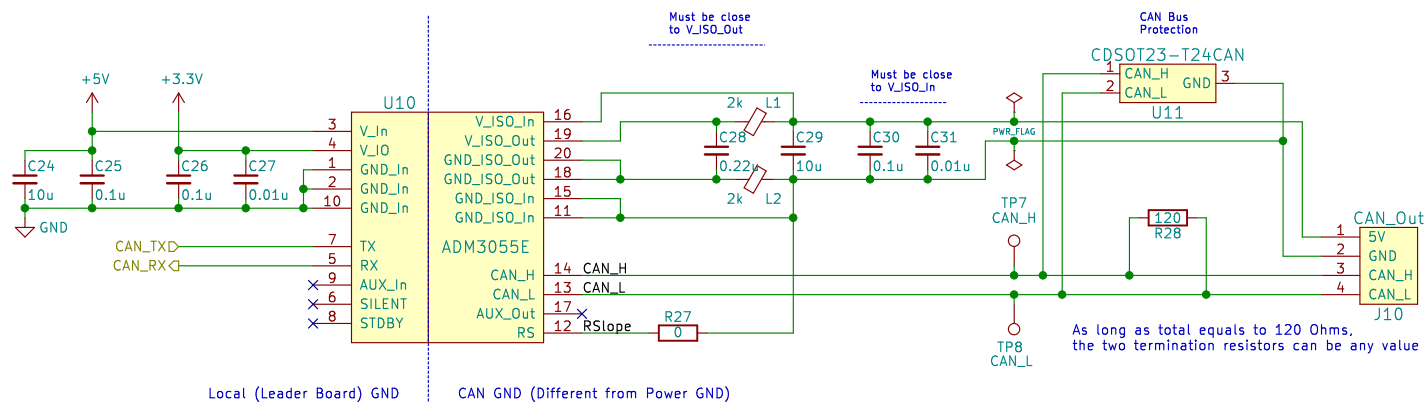 Must be close
to V_ISO_Out
CAN Bus
Protection
CDSOT23-T24CAN
1
CAN_H
2
CAN_L
GND
3
U11
Must be close
to V_ISO_In
+5V
+3.3V
U10
2k
L1
3
V_In
4
V_IO
1
GND_In
2
GND_In
10
GND_In
7
TX
5
RX
9
AUX_In
6
SILENT
8
STDBY
V_ISO_In
16
V_ISO_Out
19
GND_ISO_Out
20
GND_ISO_Out
18
GND_ISO_In
15
GND_ISO_In
11
ADM3055E
CAN_H
14
CAN_H
CAN_L
13
CAN_L
AUX_Out
17
RS
12
RSlope
C24
10u
C25
0.1u
C26
0.1u
C27
0.01u
GND
CAN_TX
CAN_RX
C28
0.22u
C29
10u
C30
0.1u
C31
0.01u
2k
L2
PWR_FLAG
TP7
CAN_H
120
R28
CAN_Out
1
5V
2
GND
3
CAN_H
4
CAN_L
J10
R27
0
TP8
CAN_L
As long as total equals to 120 Ohms,
the two termination resistors can be any value
Local (Leader Board) GND
CAN GND (Different from Power GND)